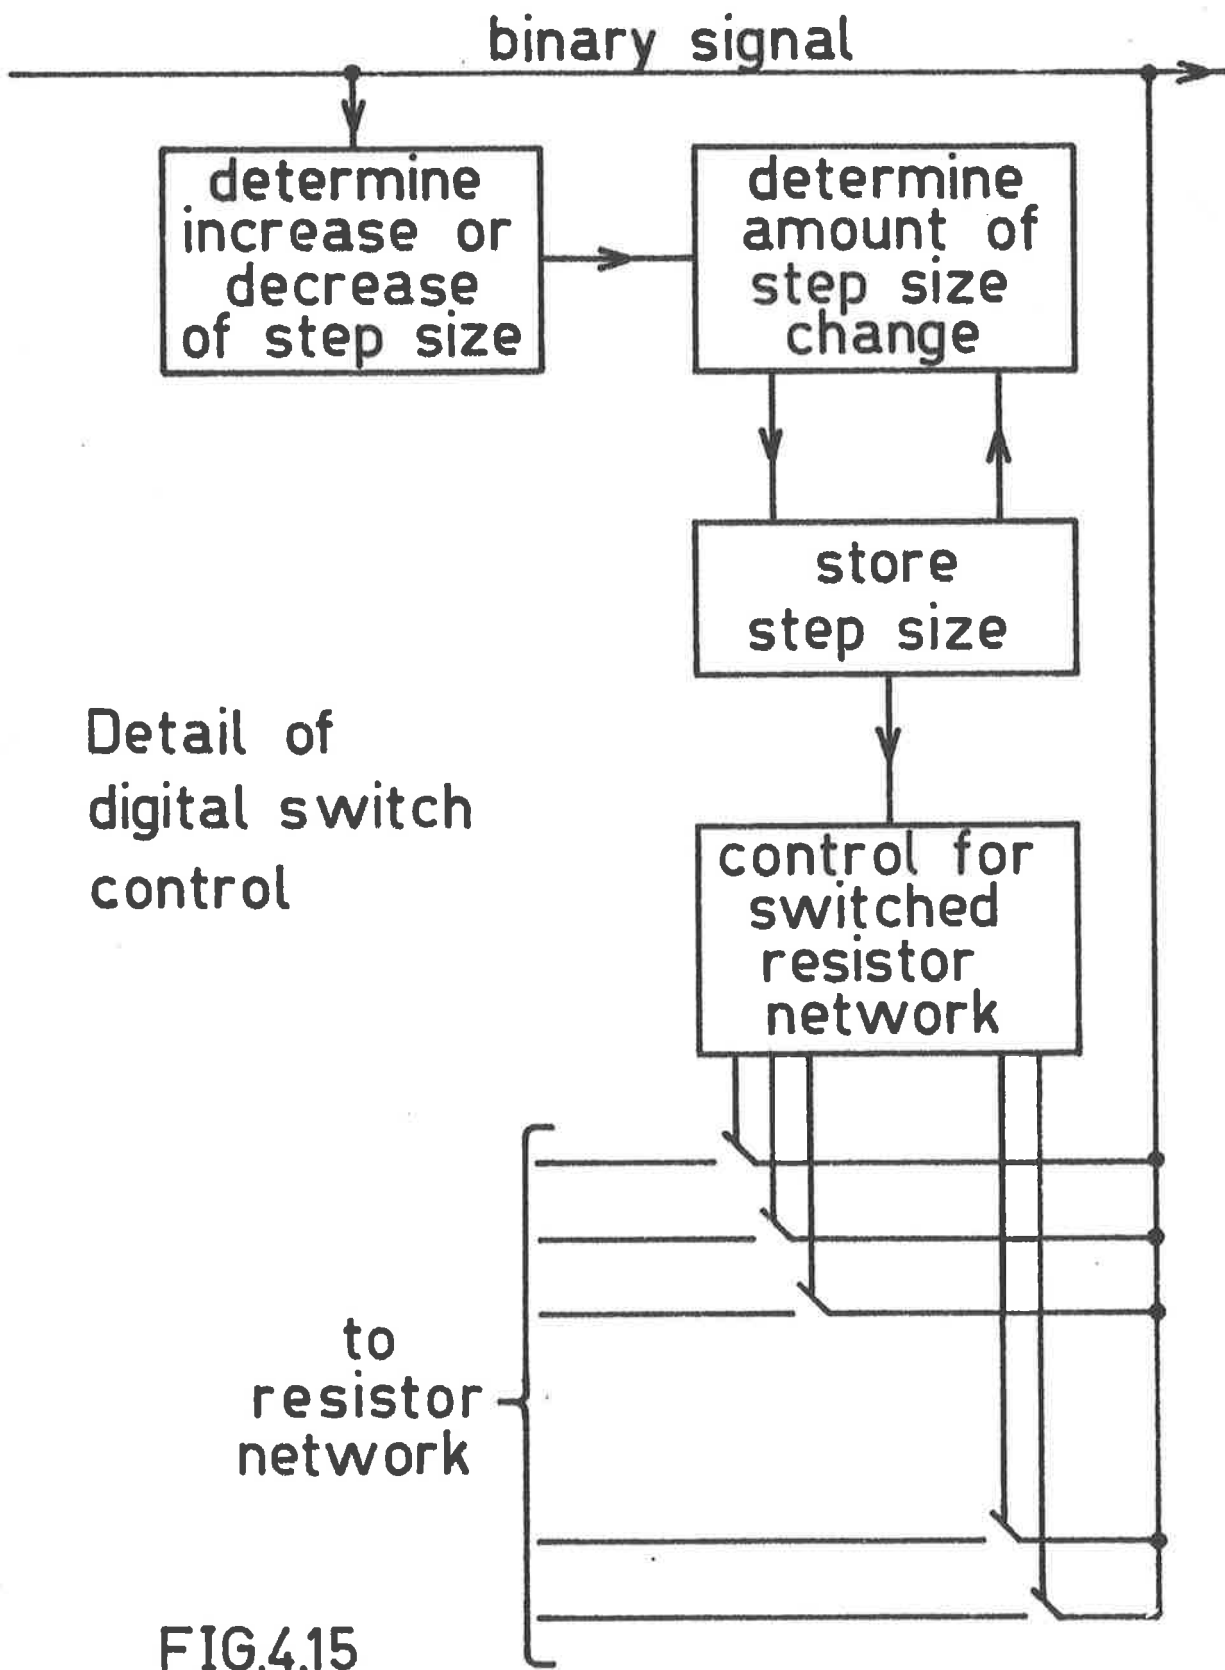 binary signal
determine
increase or
decrease
of step size
determine
amount of
step size
change
store
step size
Detail of
digital switch
control
control for
switched
resistor
network
to
resistor
network
FIG.4.15